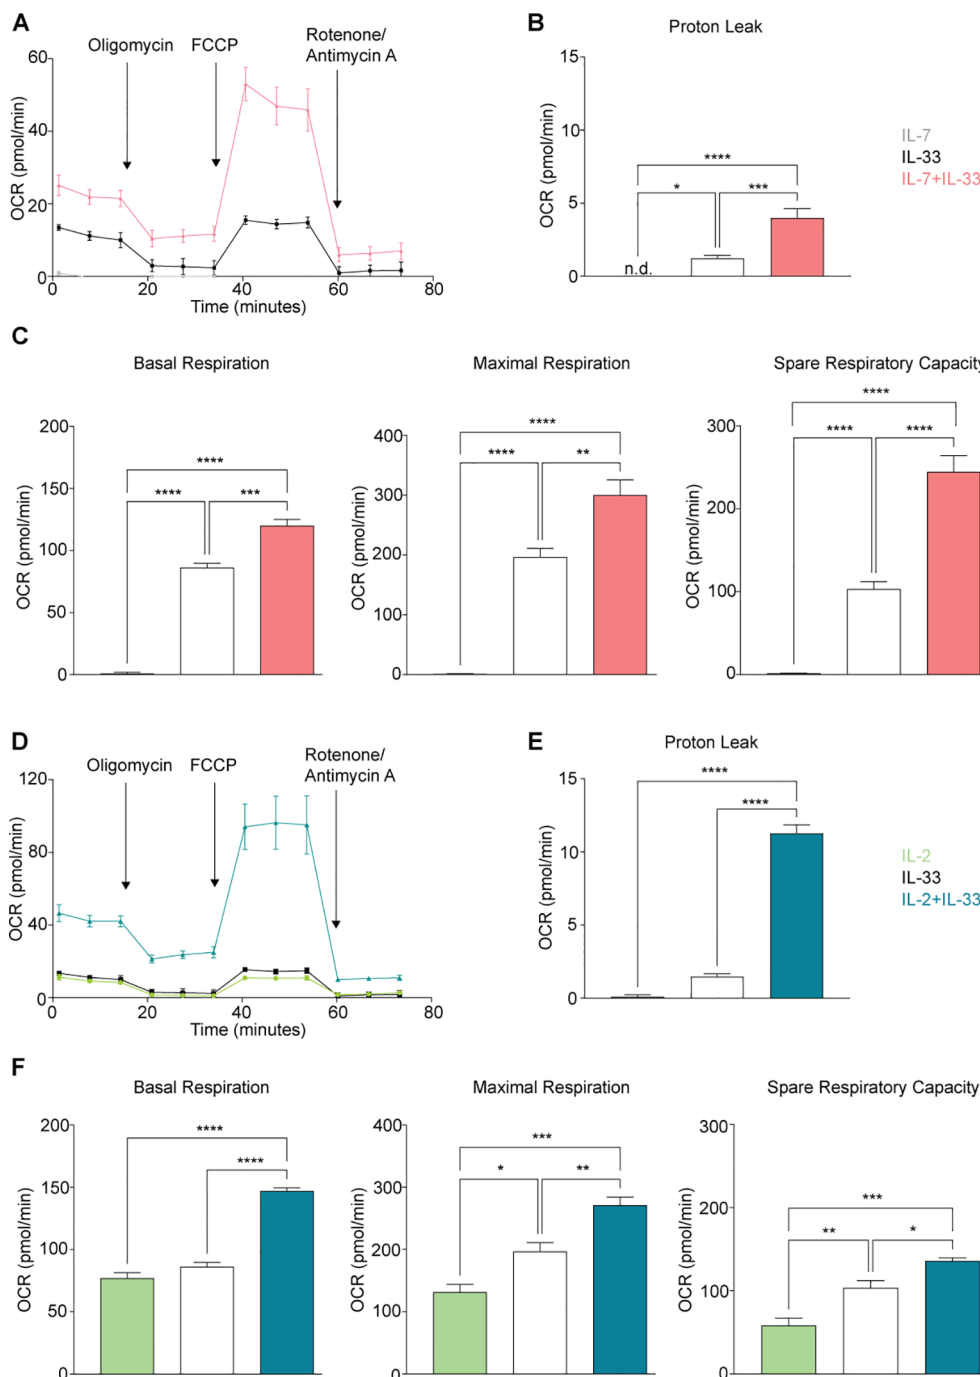 A
Oligomycin
FCCP
Rotenone/
Antimycin A
OCR (pmol/min)
60
40
20
0
0
20
40
60
80
Time (minutes)
B
Proton Leak
OCR (pmol/min)
15
10
5
0
n.d.
*
***
****
IL-7
IL-33
IL-7+IL-33
C
Basal Respiration
OCR (pmol/min)
200
150
100
50
0
****
****
***
Maximal Respiration
OCR (pmol/min)
400
300
200
100
0
****
****
**
Spare Respiratory Capacity
OCR (pmol/min)
300
200
100
0
****
****
****
D
Oligomycin
FCCP
Rotenone/
Antimycin A
OCR (pmol/min)
120
80
40
0
0
20
40
60
80
Time (minutes)
E
Proton Leak
OCR (pmol/min)
15
10
5
0
****
****
IL-2
IL-33
IL-2+IL-33
F
Basal Respiration
OCR (pmol/min)
200
150
100
50
0
****
****
Maximal Respiration
OCR (pmol/min)
400
300
200
100
0
***
*
**
Spare Respiratory Capacity
OCR (pmol/min)
300
200
100
0
***
**
*